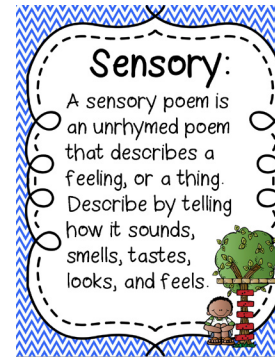 Sensory:
A sensory poem is
an unrhymed poem
that describes a
feeling, or a thing.
Describe by telling
how it sounds,
smells, tastes,
looks, and feels.